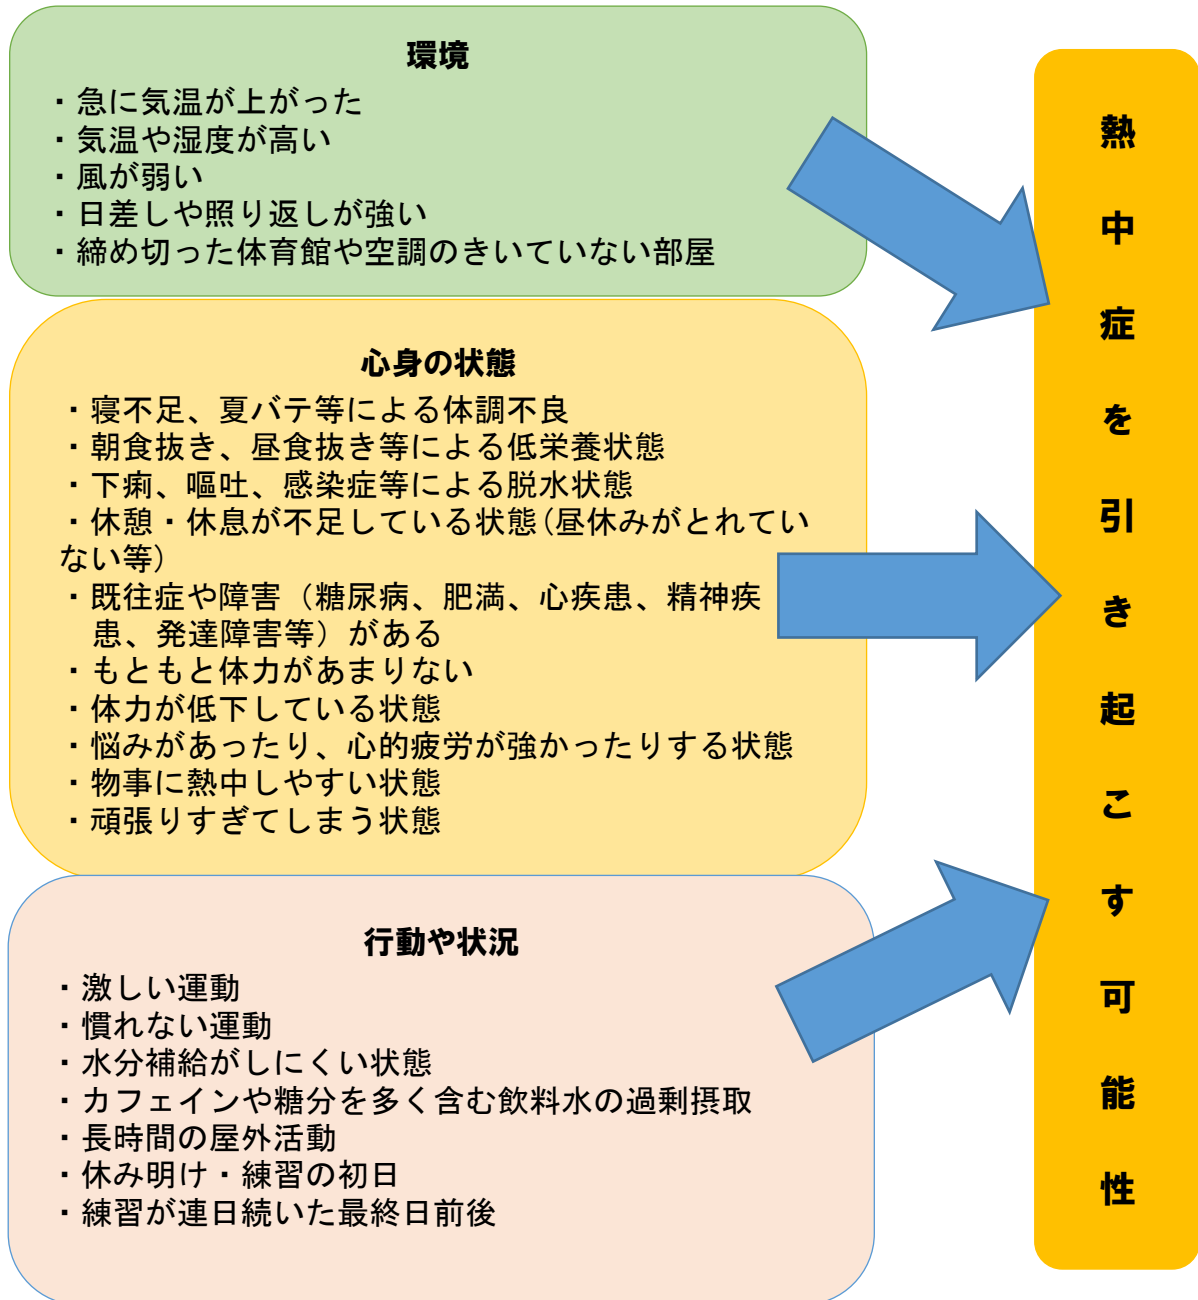 環境
・急に気温が上がった
・気温や湿度が高い
・風が弱い
・日差しや照り返しが強い
・締め切った体育館や空調のきいていない部屋
心身の状態
・寝不足、夏バテ等による体調不良
・朝食抜き、昼食抜き等による低栄養状態
・下痢、嘔吐、感染症等による脱水状態
・休憩・休息が不足している状態(昼休みがとれてい
ない等)
・既往症や障害（糖尿病、肥満、心疾患、精神疾
患、発達障害等）がある
・もともと体力があまりない
・体力が低下している状態
・悩みがあったり、心的疲労が強かったりする状態
・物事に熱中しやすい状態
・頑張りすぎてしまう状態
行動や状況
・激しい運動
・慣れない運動
・水分補給がしにくい状態
・カフェインや糖分を多く含む飲料水の過剰摂取
・長時間の屋外活動
・休み明け・練習の初日
・練習が連日続いた最終日前後
熱中症を引き起こす可能性